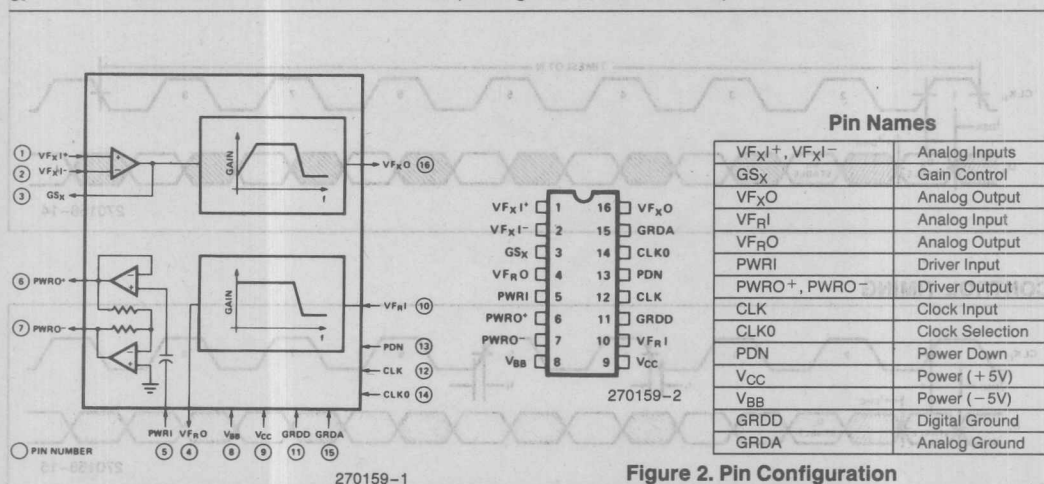 ① VFXI+
② VFXI-
③ GSX
GAIN
f
VFXO ⑯
⑥ PWRO+
⑦ PWRO-
GAIN
f
VFRI ⑩
PDN ⑬
CLK ⑫
CLK0 ⑭
PWRI VFRO VBB VCC GRDD GRDA
⑤ ④ ⑧ ⑨ ⑪ ⑮
○ PIN NUMBER
270159-1
VFXI+ 1 16 VFXO
VFXI- 2 15 GRDA
GSX 3 14 CLK0
VFRO 4 13 PDN
PWRI 5 12 CLK
PWRO+ 6 11 GRDD
PWRO- 7 10 VFRI
VBB 8 9 VCC
270159-2
Pin Names
VFXI+, VFXI- Analog Inputs
GSX Gain Control
VFXO Analog Output
VFRI Analog Input
VFRO Analog Output
PWRI Driver Input
PWRO+, PWRO- Driver Output
CLK Clock Input
CLK0 Clock Selection
PDN Power Down
VCC Power (+5V)
VBB Power (-5V)
GRDD Digital Ground
GRDA Analog Ground
Figure 2. Pin Configuration